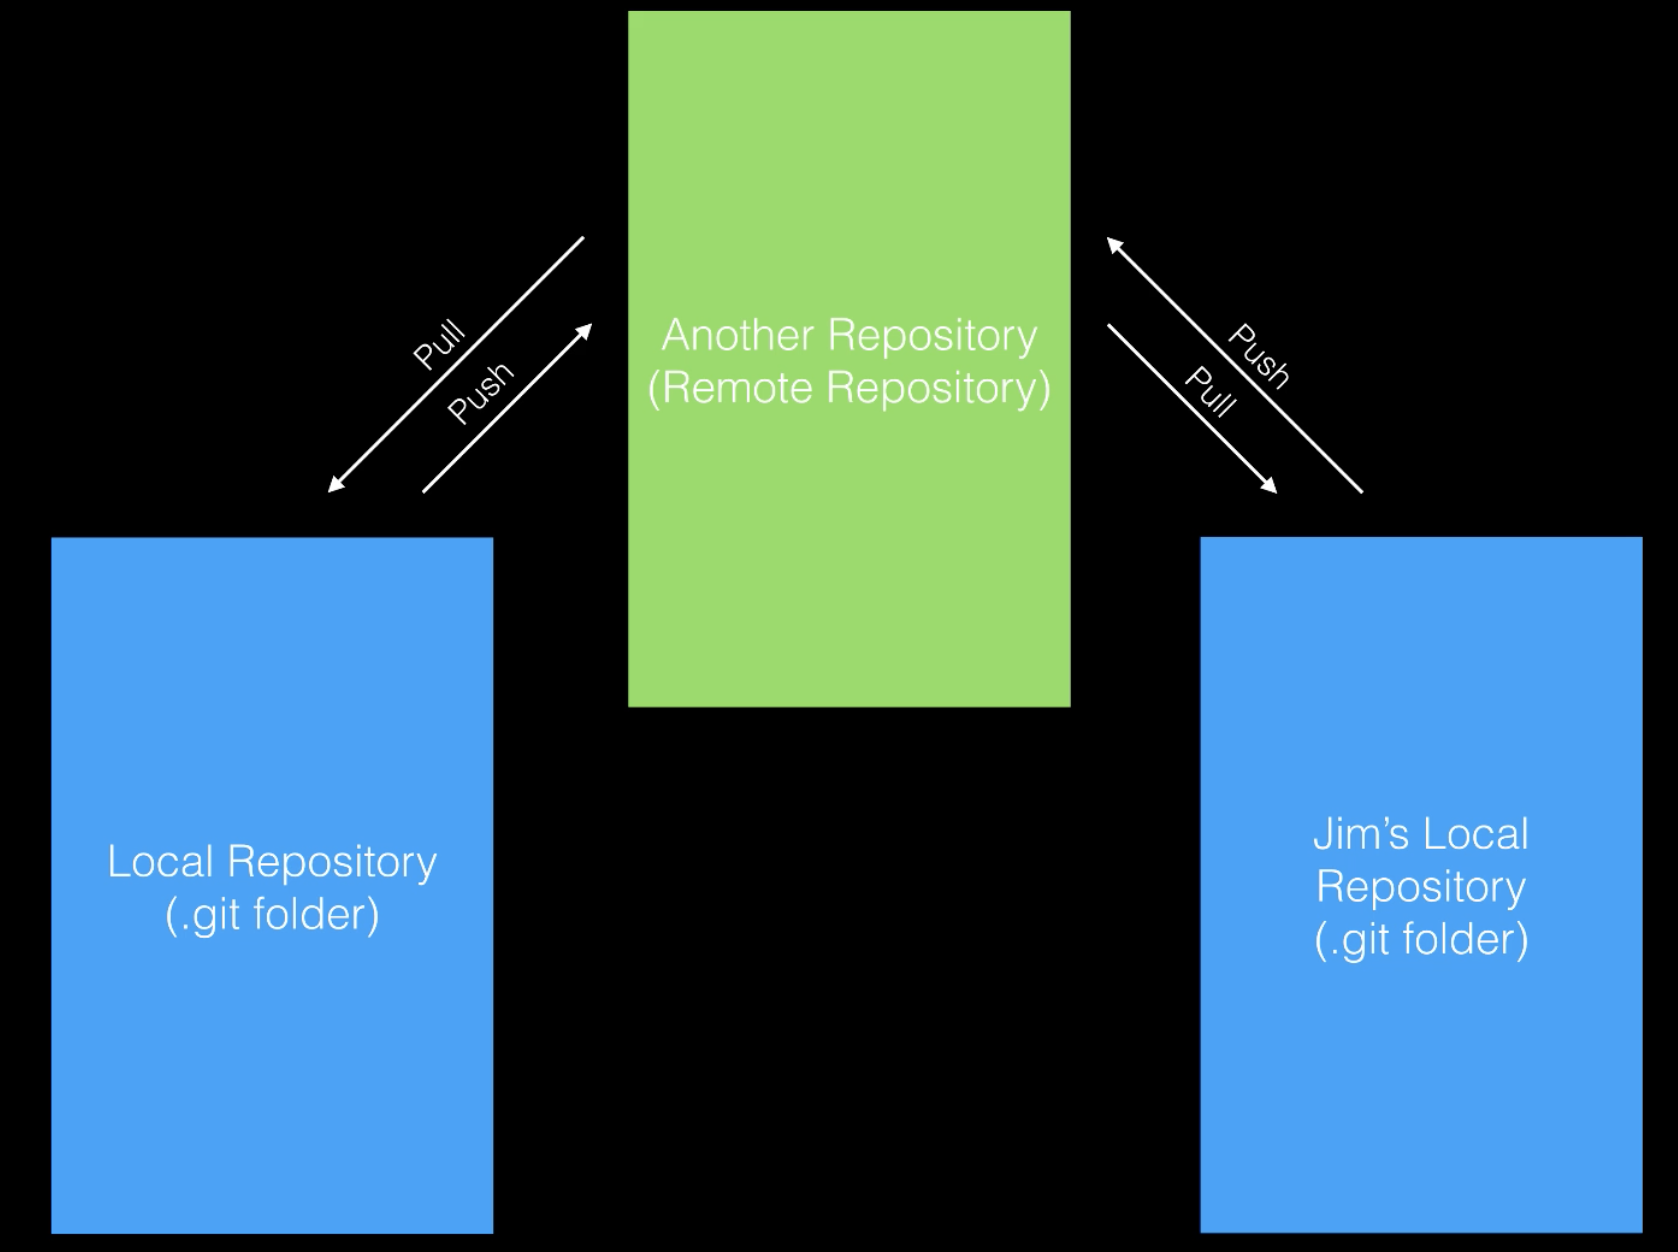 Another Repository
(Remote Repository)
Pull
Push
Push
Pull
Local Repository
(.git folder)
Jim’s Local
Repository
(.git folder)